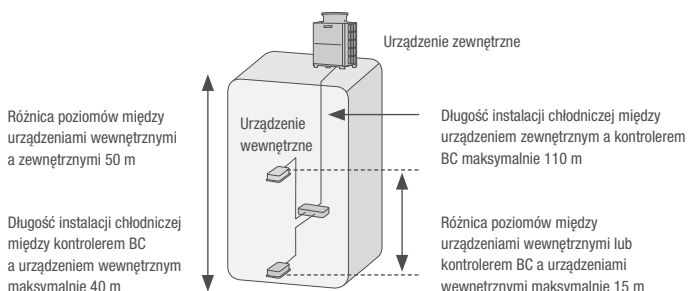 Urządzenie zewnętrzne
Różnica poziomów między
urządzeniami wewnętrznymi
a zewnętrznymi 50 m
Urządzenie
wewnętrzne
Długość instalacji chłodniczej między
urządzeniem zewnętrznym a kontrolerem
BC maksymalnie 110 m
Długość instalacji chłodniczej
między kontrolerem BC
a urządzeniem wewnętrznym
maksymalnie 40 m
Różnica poziomów między
urządzeniami wewnętrznymi lub
kontrolerem BC a urządzeniami
wewnętrznymi maksymalnie 15 m